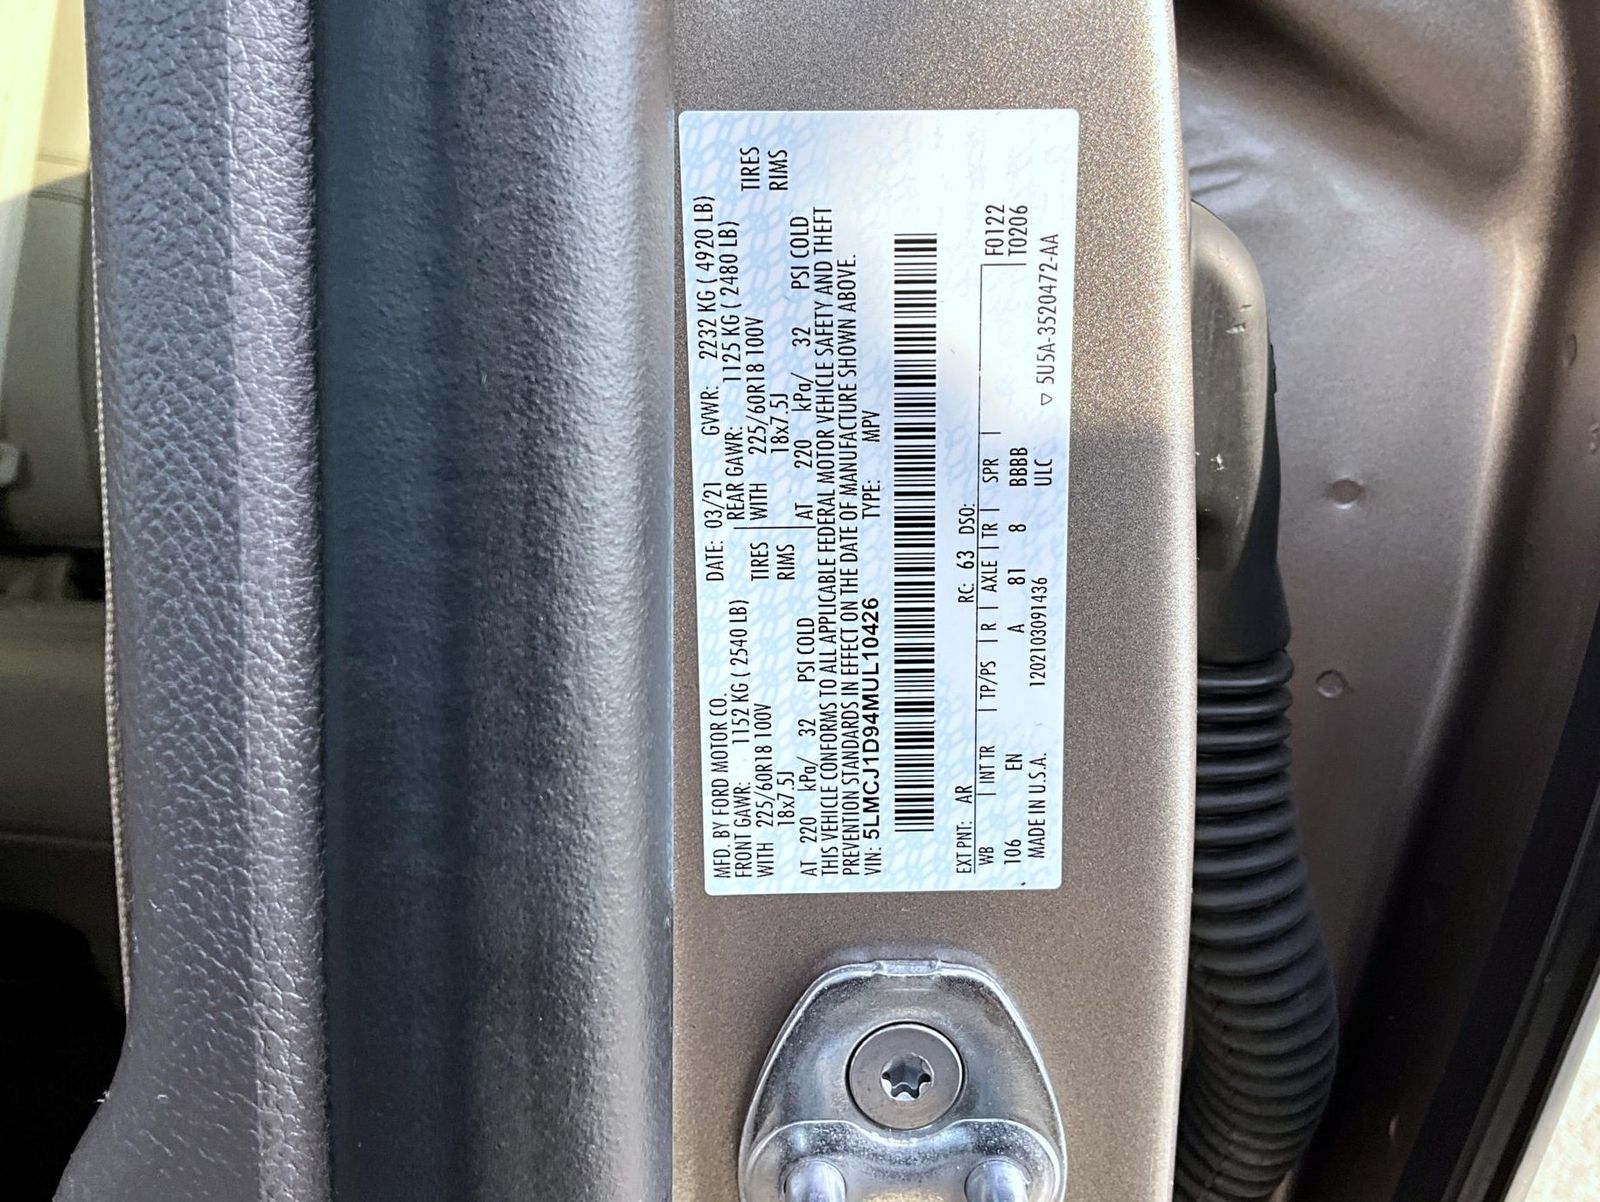 MFD. BY FORD MOTOR CO. DATE: 03/21 GVWR: 2232 KG ( 4920 LB)
FRONT GAWR: 1152 KG ( 2540 LB) REAR GAWR: 1125 KG ( 2480 LB)
WITH 225/60R18 100V TIRES WITH 225/60R18 100V TIRES
18x7.5J RIMS 18x7.5J RIMS
AT 220 kPa/ 32 PSI COLD AT 220 kPa/ 32 PSI COLD
THIS VEHICLE CONFORMS TO ALL APPLICABLE FEDERAL MOTOR VEHICLE SAFETY AND THEFT
PREVENTION STANDARDS IN EFFECT ON THE DATE OF MANUFACTURE SHOWN ABOVE.
VIN: 5LMCJ1D94MUL10426 TYPE: MPV
EXT PNT: AR RC: 63 DSO:
WB | INT TR | TP/PS | R | AXLE | TR | SPR | F0122
106 EN A 81 8 BBBB T0206
MADE IN U.S.A. 120210309​1436 ULC ▽ 5U5A-3520472-AA